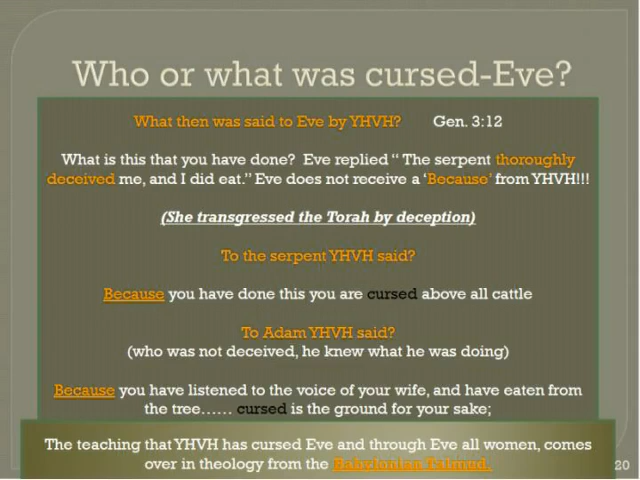 Who or what was cursed-Eve?
What then was said to Eve by YHVH? Gen. 3:12
What is this that you have done? Eve replied “ The serpent thoroughly
deceived me, and I did eat.” Eve does not receive a ‘Because’ from YHVH!!!
(She transgressed the Torah by deception)
To the serpent YHVH said?
Because you have done this you are cursed above all cattle
To Adam YHVH said?
(who was not deceived, he knew what he was doing)
Because you have listened to the voice of your wife, and have eaten from
the tree…… cursed is the ground for your sake;
The teaching that YHVH has cursed Eve and through Eve all women, comes
over in theology from the Babylonian Talmud.
20